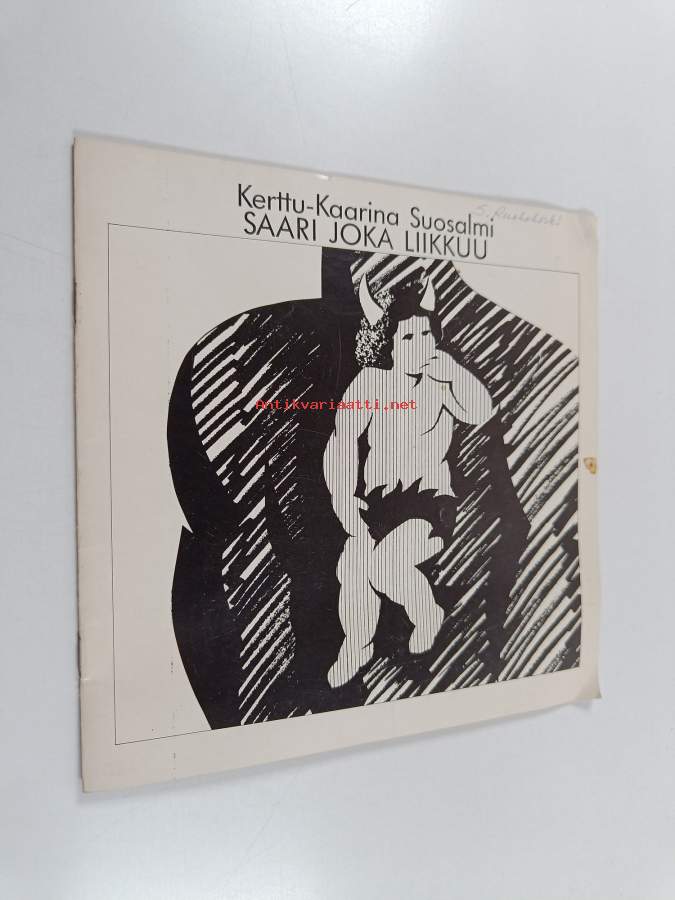 Kerttu-Kaarina Suosalmi
SAARI JOKA LIIKKUU
Antikvariaatti.net